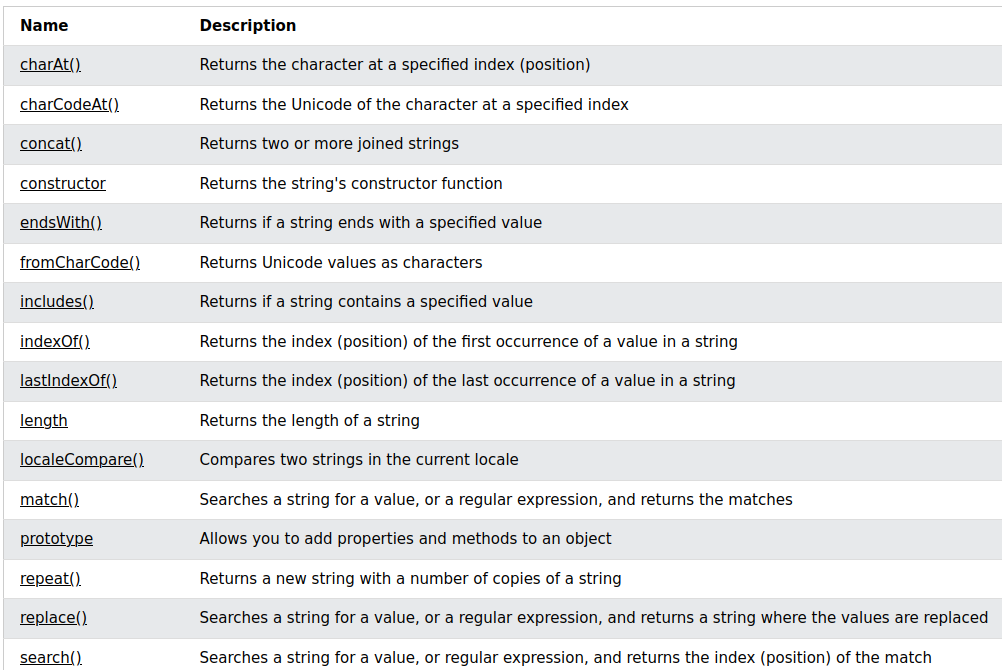 Name Description
charAt() Returns the character at a specified index (position)
charCodeAt() Returns the Unicode of the character at a specified index
concat() Returns two or more joined strings
constructor Returns the string's constructor function
endsWith() Returns if a string ends with a specified value
fromCharCode() Returns Unicode values as characters
includes() Returns if a string contains a specified value
indexOf() Returns the index (position) of the first occurrence of a value in a string
lastIndexOf() Returns the index (position) of the last occurrence of a value in a string
length Returns the length of a string
localeCompare() Compares two strings in the current locale
match() Searches a string for a value, or a regular expression, and returns the matches
prototype Allows you to add properties and methods to an object
repeat() Returns a new string with a number of copies of a string
replace() Searches a string for a value, or a regular expression, and returns a string where the values are replaced
search() Searches a string for a value, or regular expression, and returns the index (position) of the match